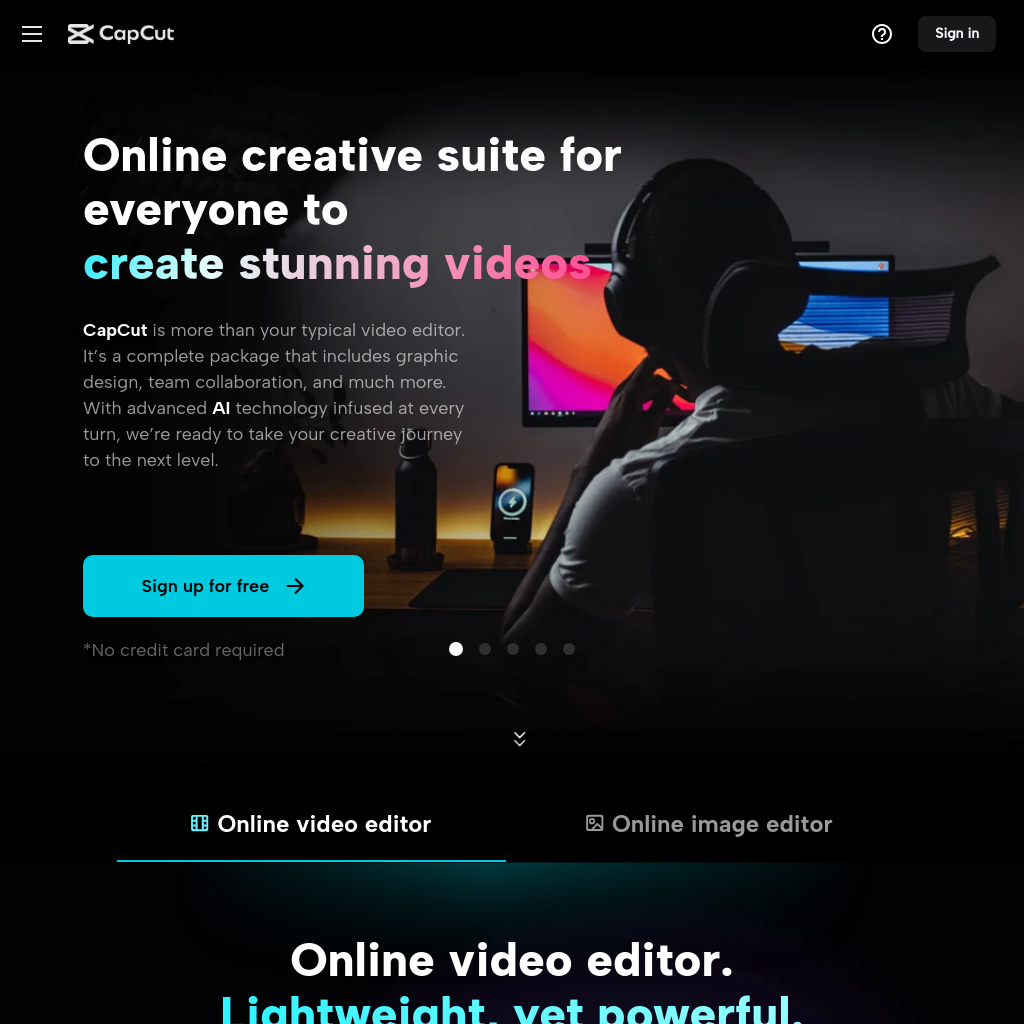 CapCut
Sign in
Online creative suite for
everyone to
create stunning videos
CapCut is more than your typical video editor.
It’s a complete package that includes graphic
design, team collaboration, and much more.
With advanced AI technology infused at every
turn, we’re ready to take your creative journey
to the next level.
Sign up for free
*No credit card required
Online video editor
Online image editor
Online video editor.
Lightweight, yet powerful.